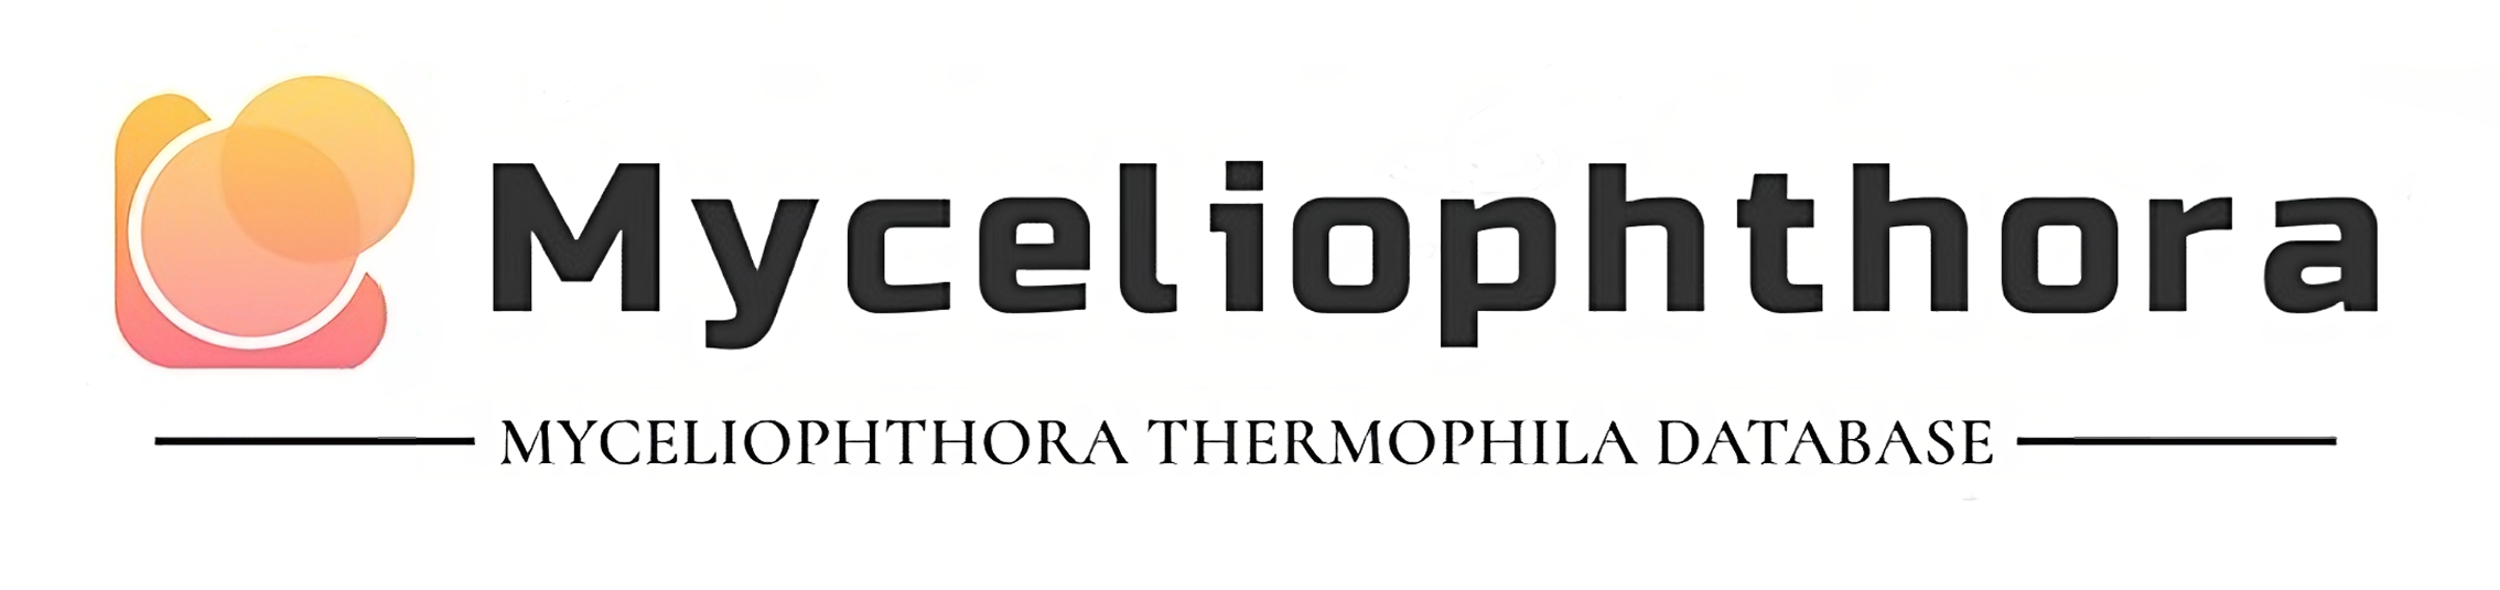 Myceliophthora
MYCELIOPHTHORA THERMOPHILA DATABASE